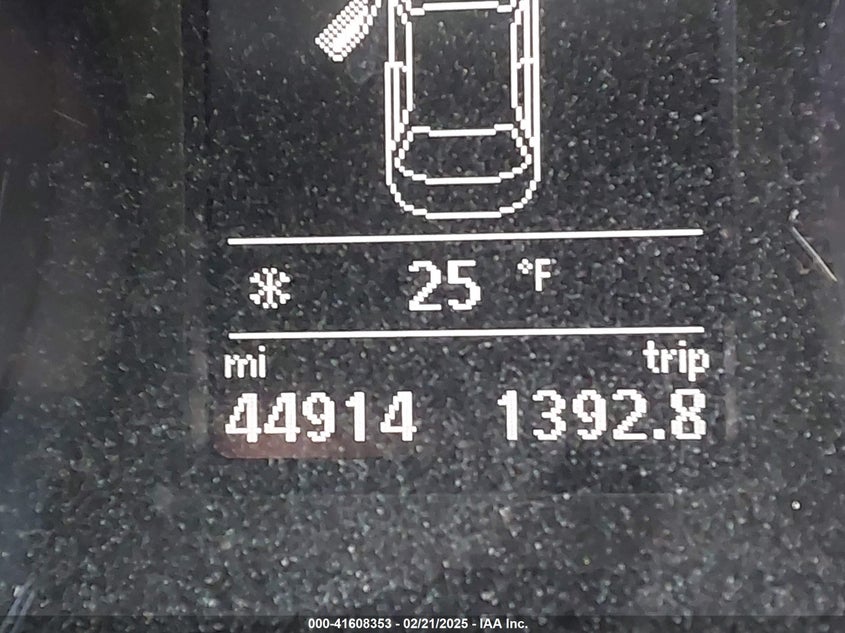 25 °F
mi trip
44914 1392.8
000-41608353 - 02/21/2025 - IAA Inc.